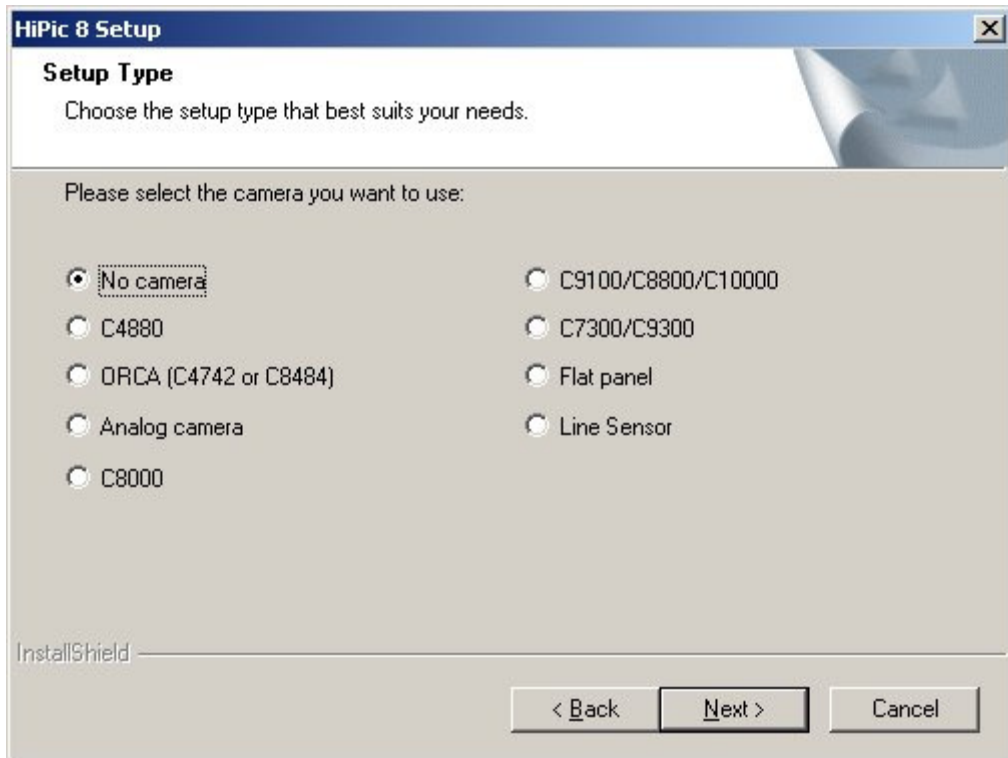 HiPic 8 Setup
Setup Type
Choose the setup type that best suits your needs.
Please select the camera you want to use:
No camera
C4880
ORCA (C4742 or C8484)
Analog camera
C8000
C9100/C8800/C10000
C7300/C9300
Flat panel
Line Sensor
InstallShield
< Back
Next >
Cancel